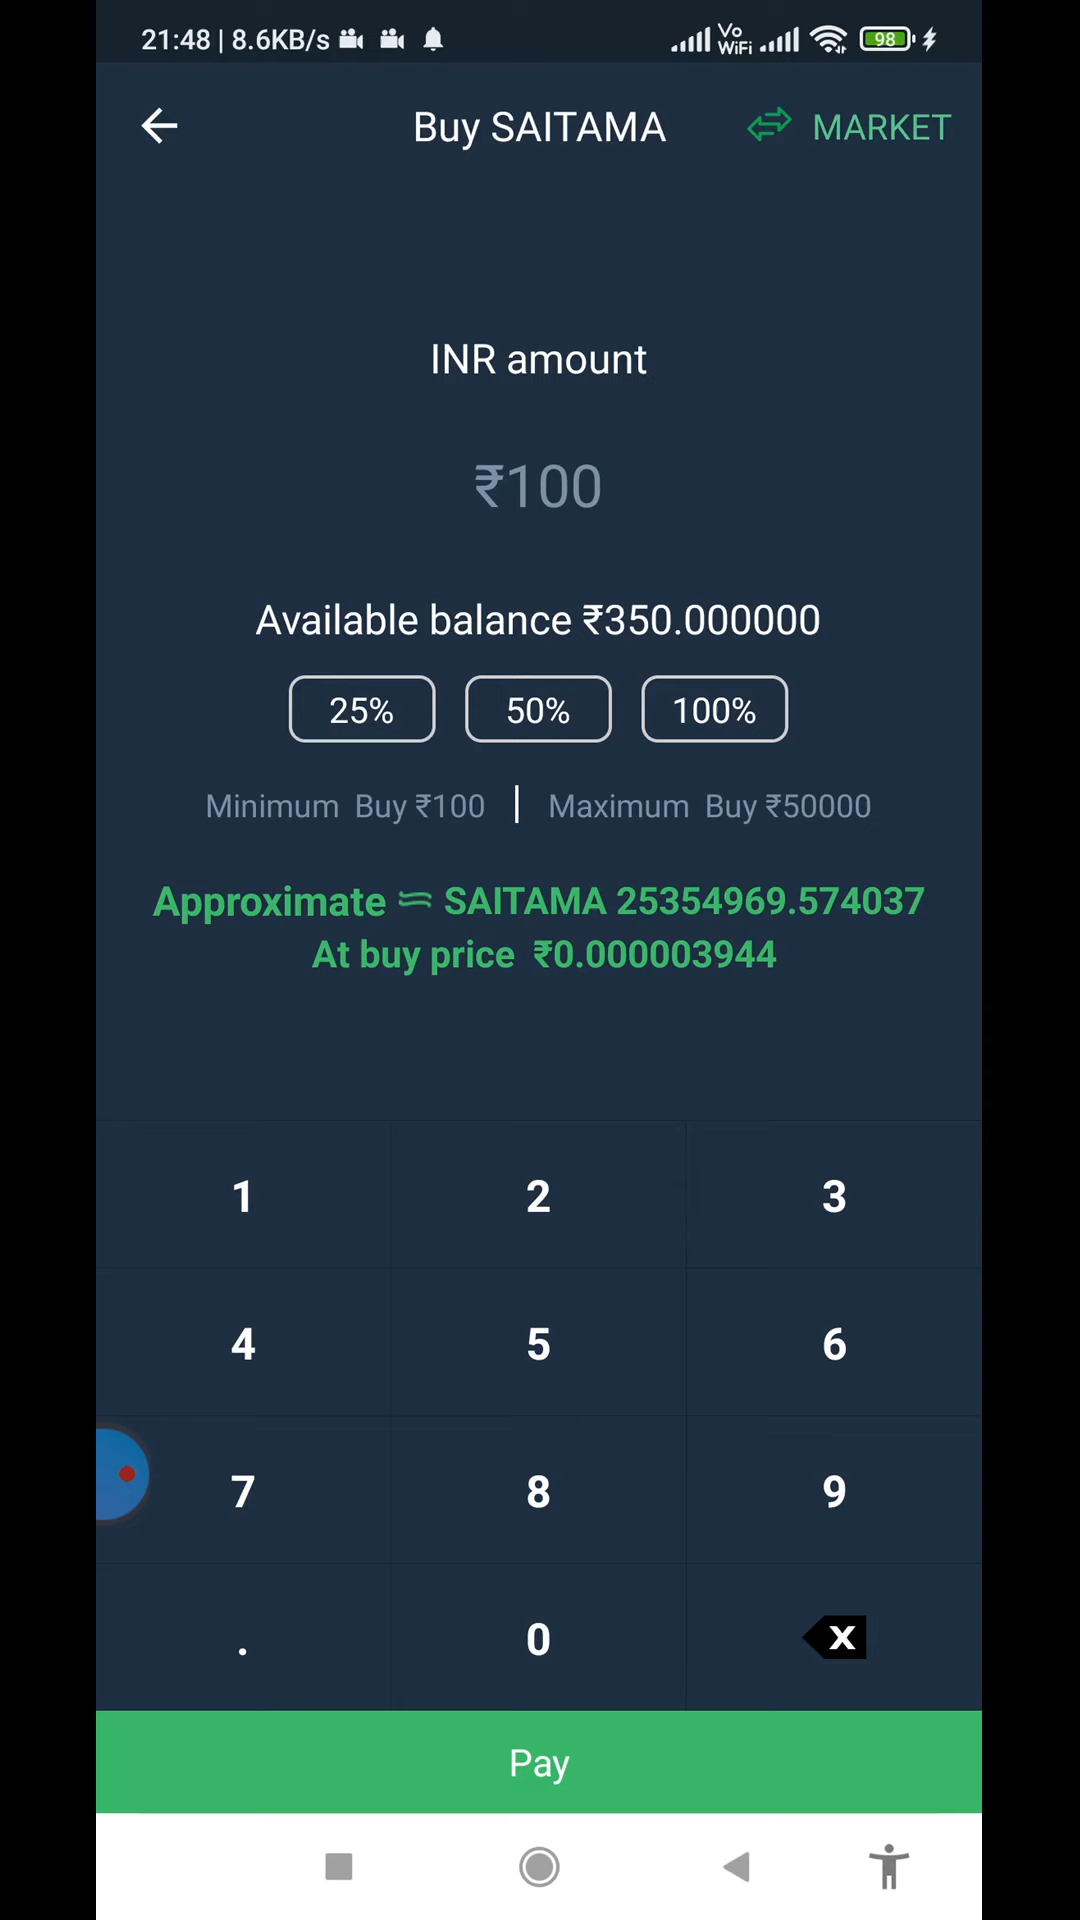 21:48 | 8.6KB/s Vo WiFi 98
Buy SAITAMA MARKET
INR amount
₹100
Available balance ₹350.000000
25% 50% 100%
Minimum Buy ₹100 | Maximum Buy ₹50000
Approximate ≈ SAITAMA 25354969.574037
At buy price ₹0.000003944
1 2 3
4 5 6
7 8 9
. 0 X
Pay